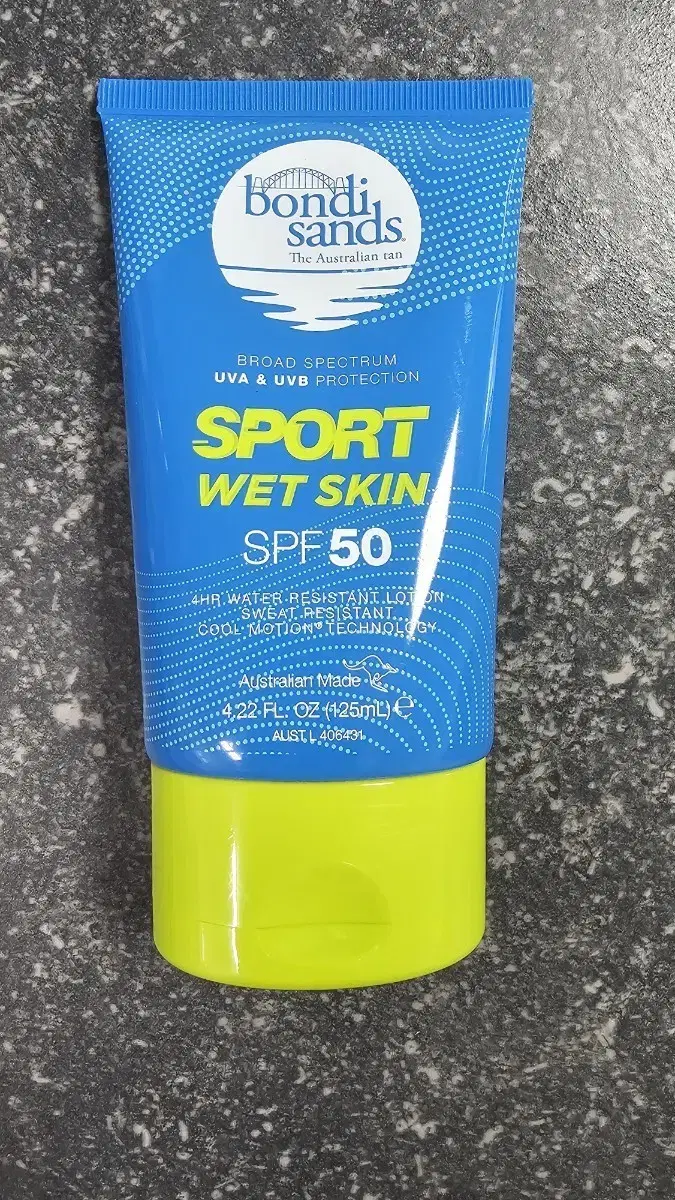 bondi
sands®
The Australian tan
BROAD SPECTRUM
UVA & UVB PROTECTION
SPORT
WET SKIN
SPF 50
4HR WATER RESISTANT LOTION
SWEAT RESISTANT
COOL MOTION® TECHNOLOGY
Australian Made
4.22 FL. OZ (125mL) ℮
AUST L 406431